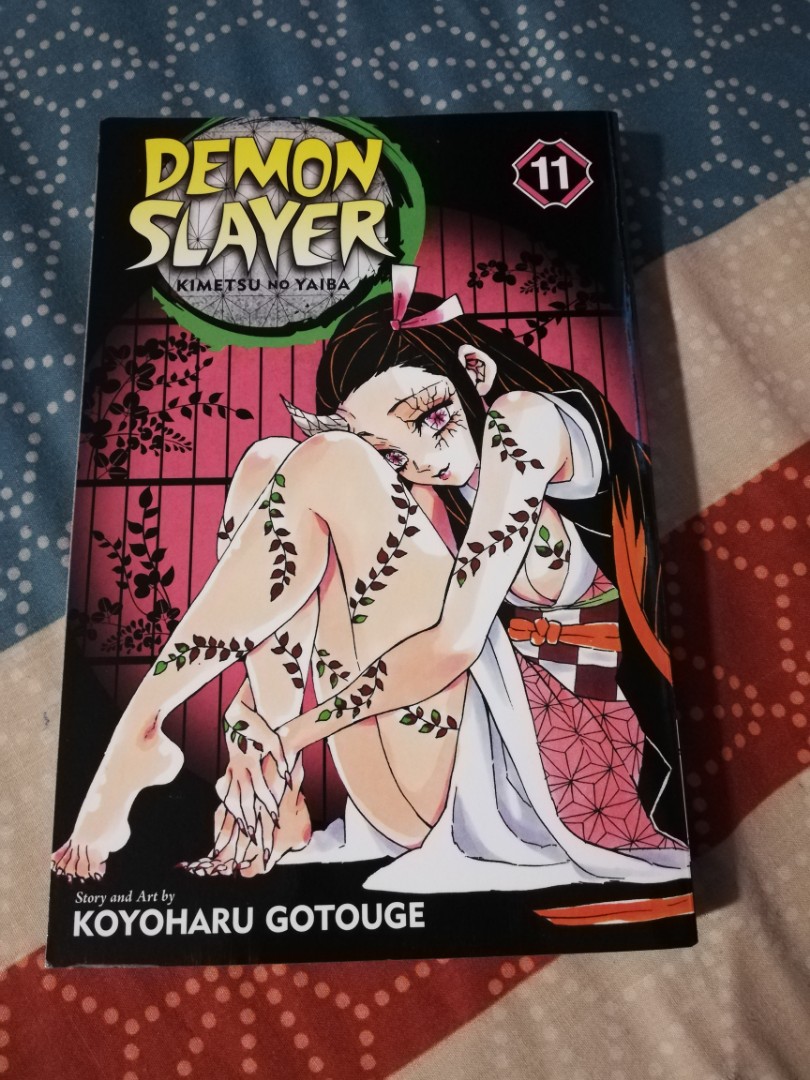 DEMON
SLAYER
KIMETSU NO YAIBA
11
Story and Art by
KOYOHARU GOTOUGE